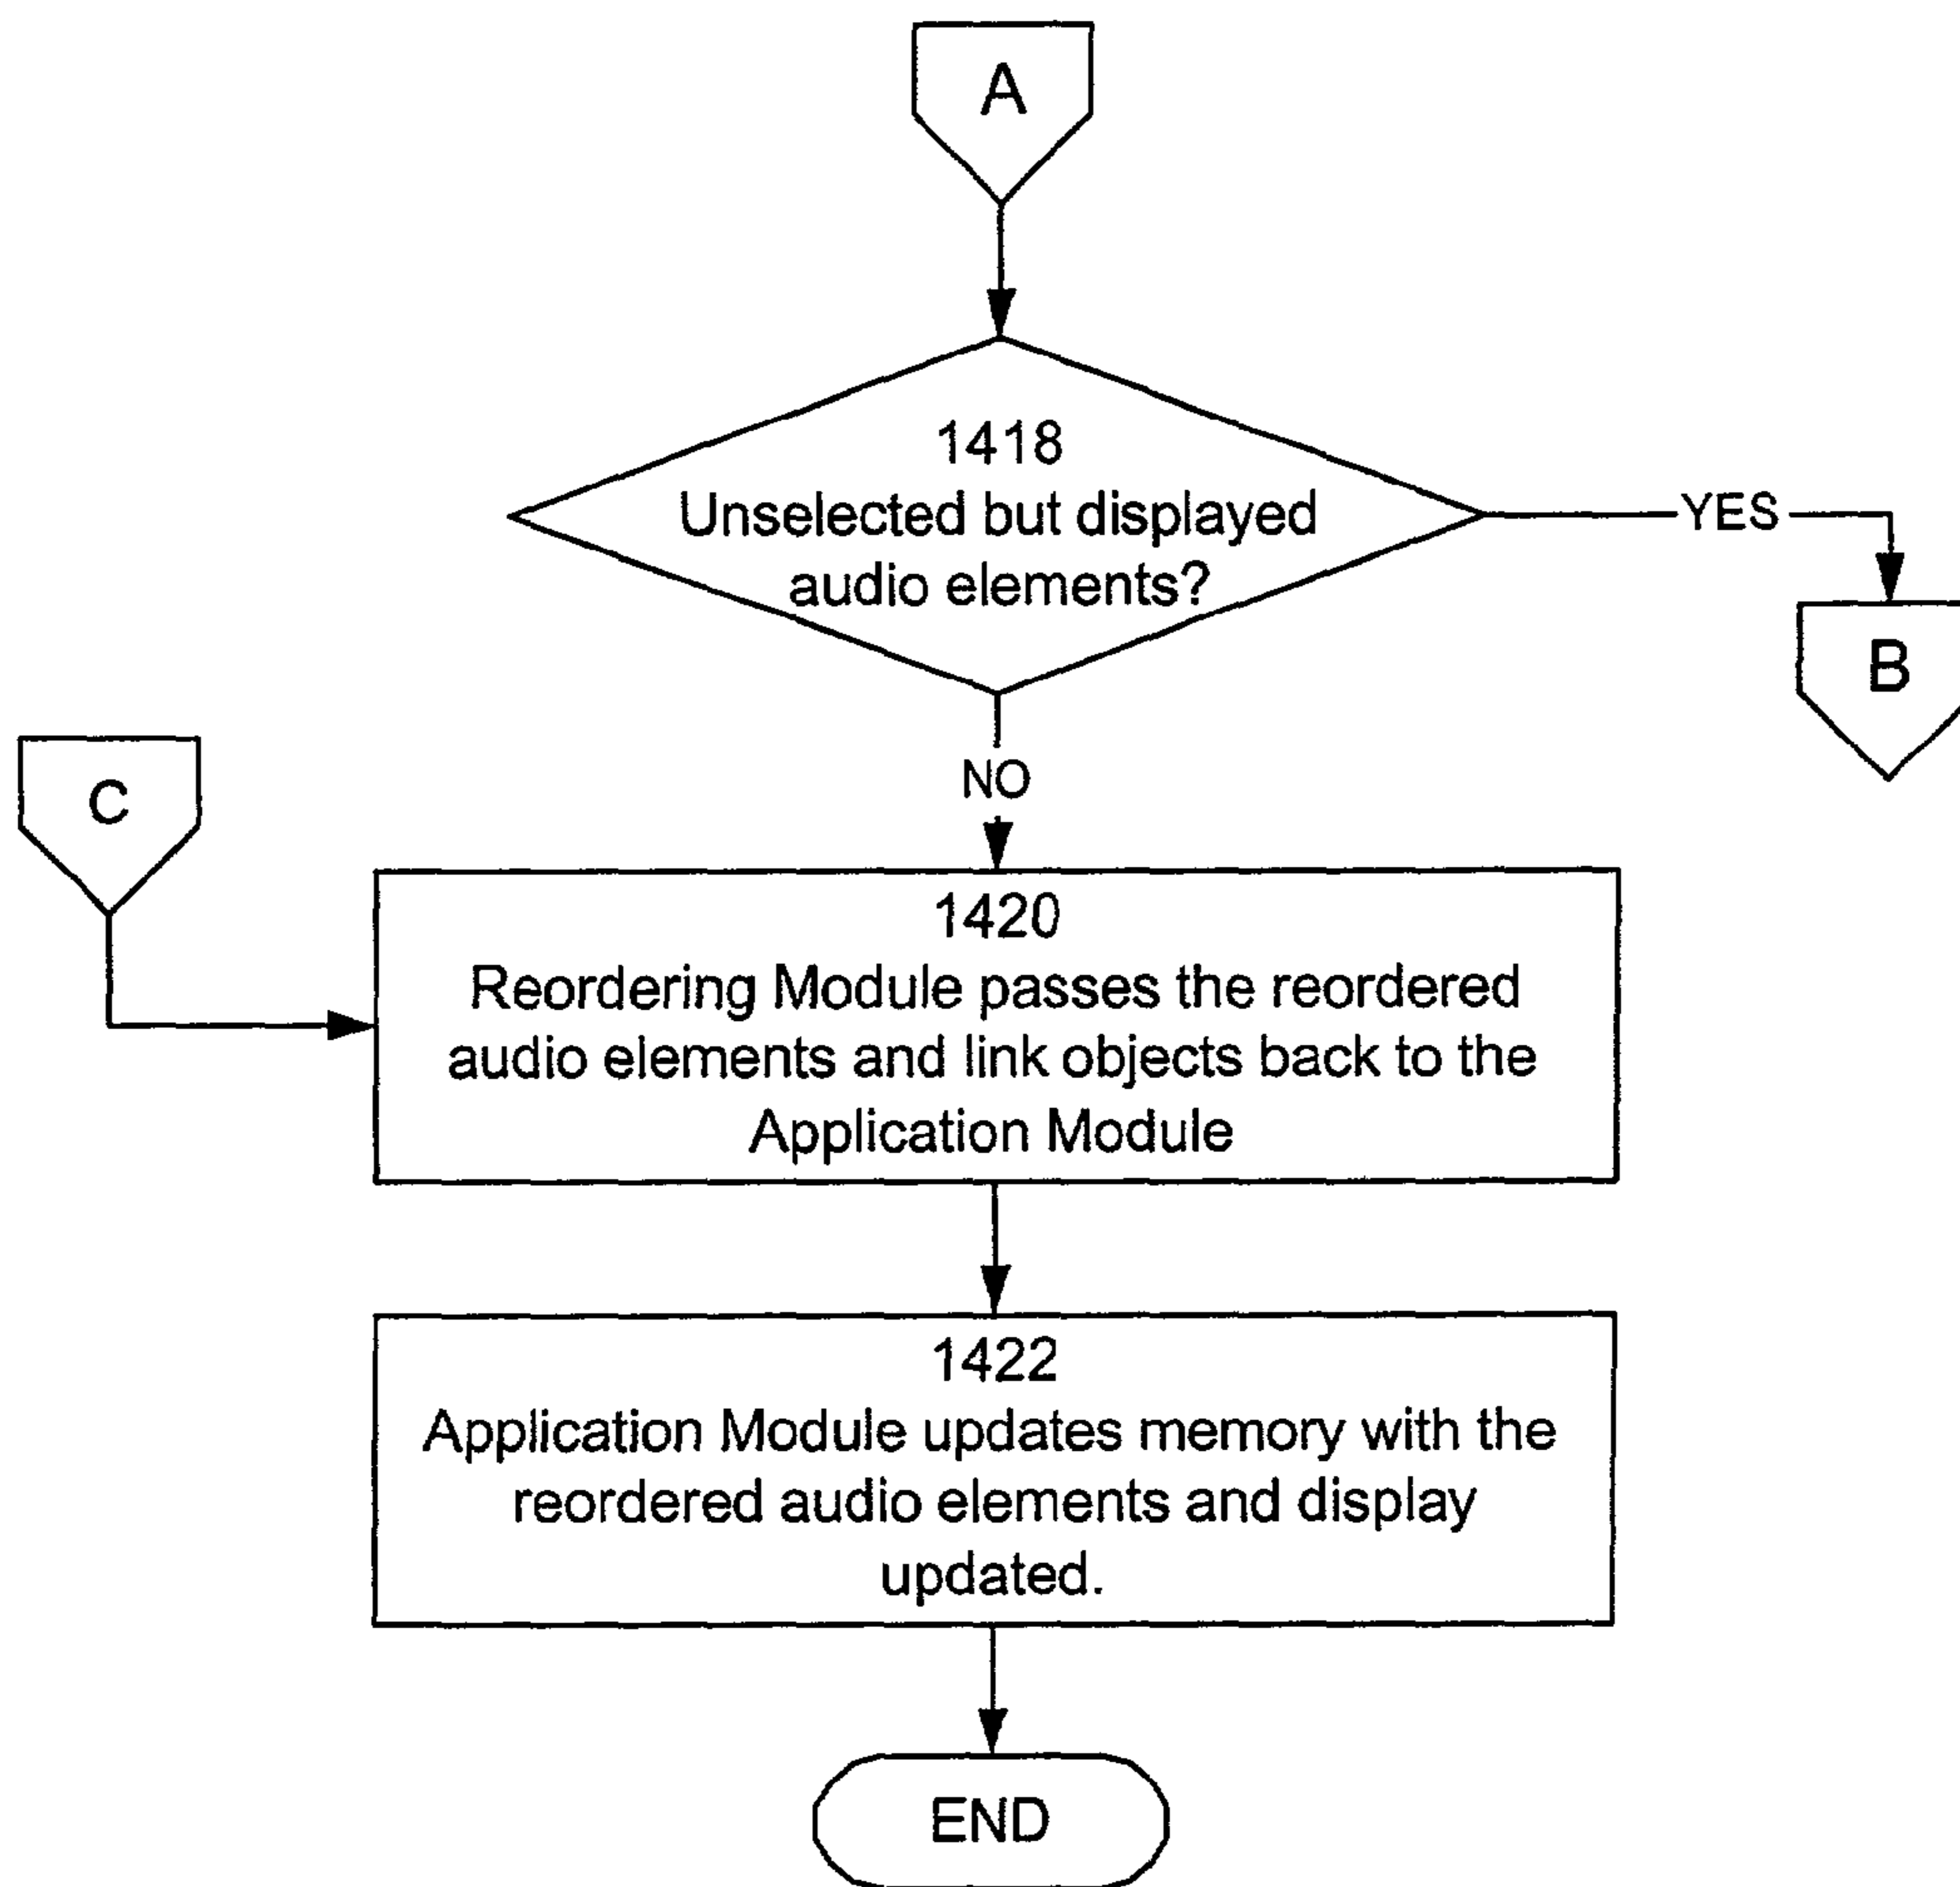 A
1418
Unselected but displayed
audio elements?
YES
B
NO
C
1420
Reordering Module passes the reordered
audio elements and link objects back to the
Application Module
1422
Application Module updates memory with the
reordered audio elements and display
updated.
END